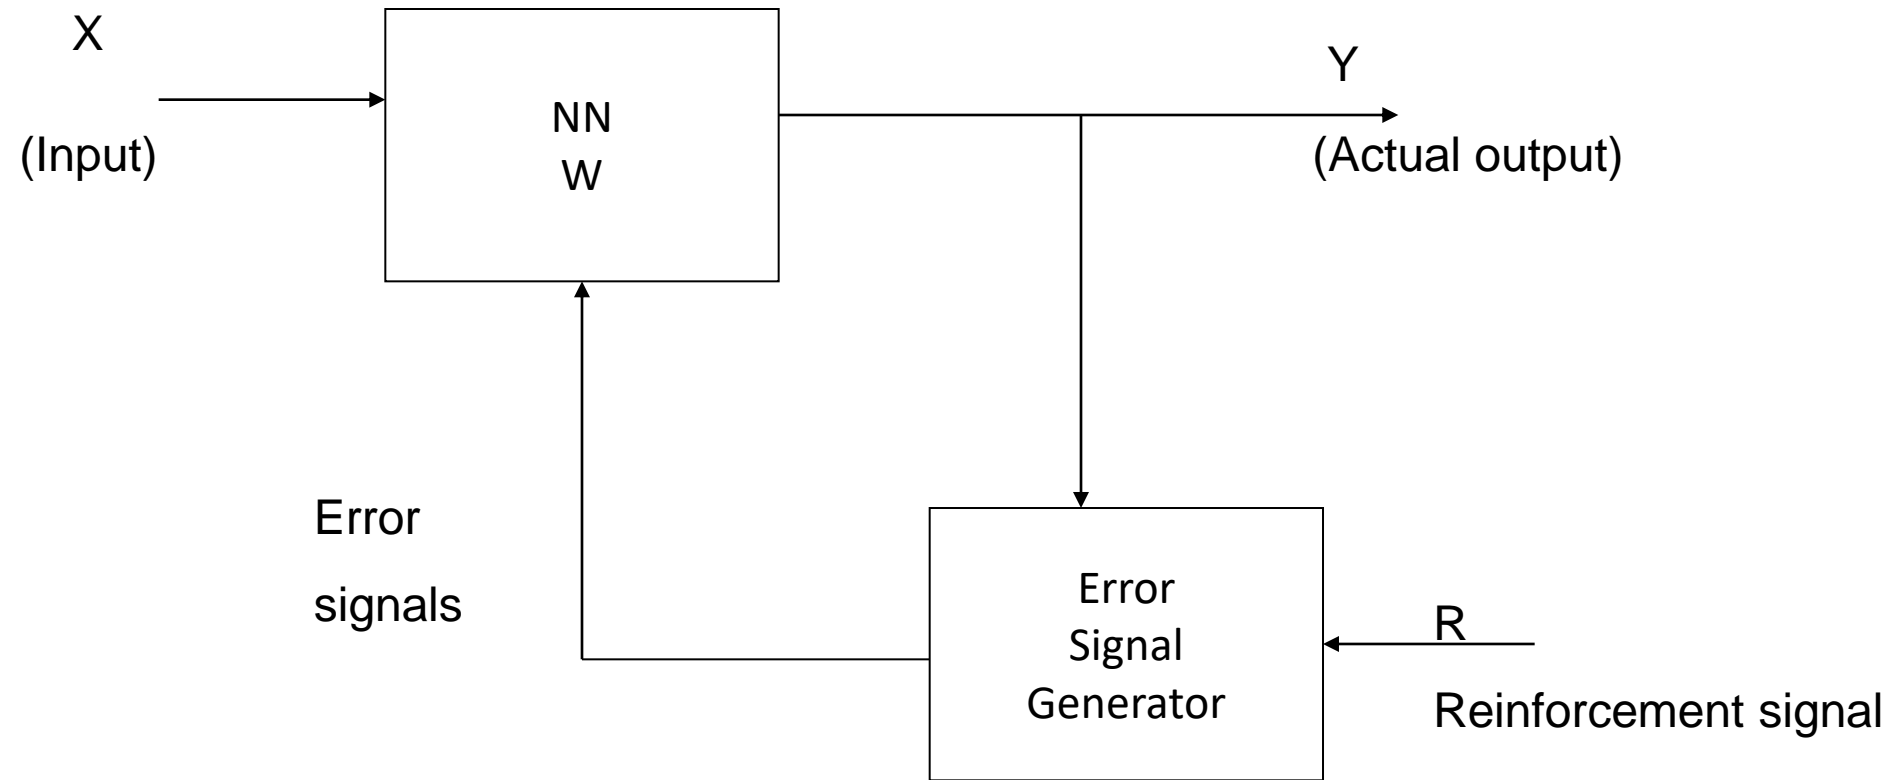 X
(Input)
NN
W
Y
(Actual output)
Error
signals
Error
Signal
Generator
R
Reinforcement signal